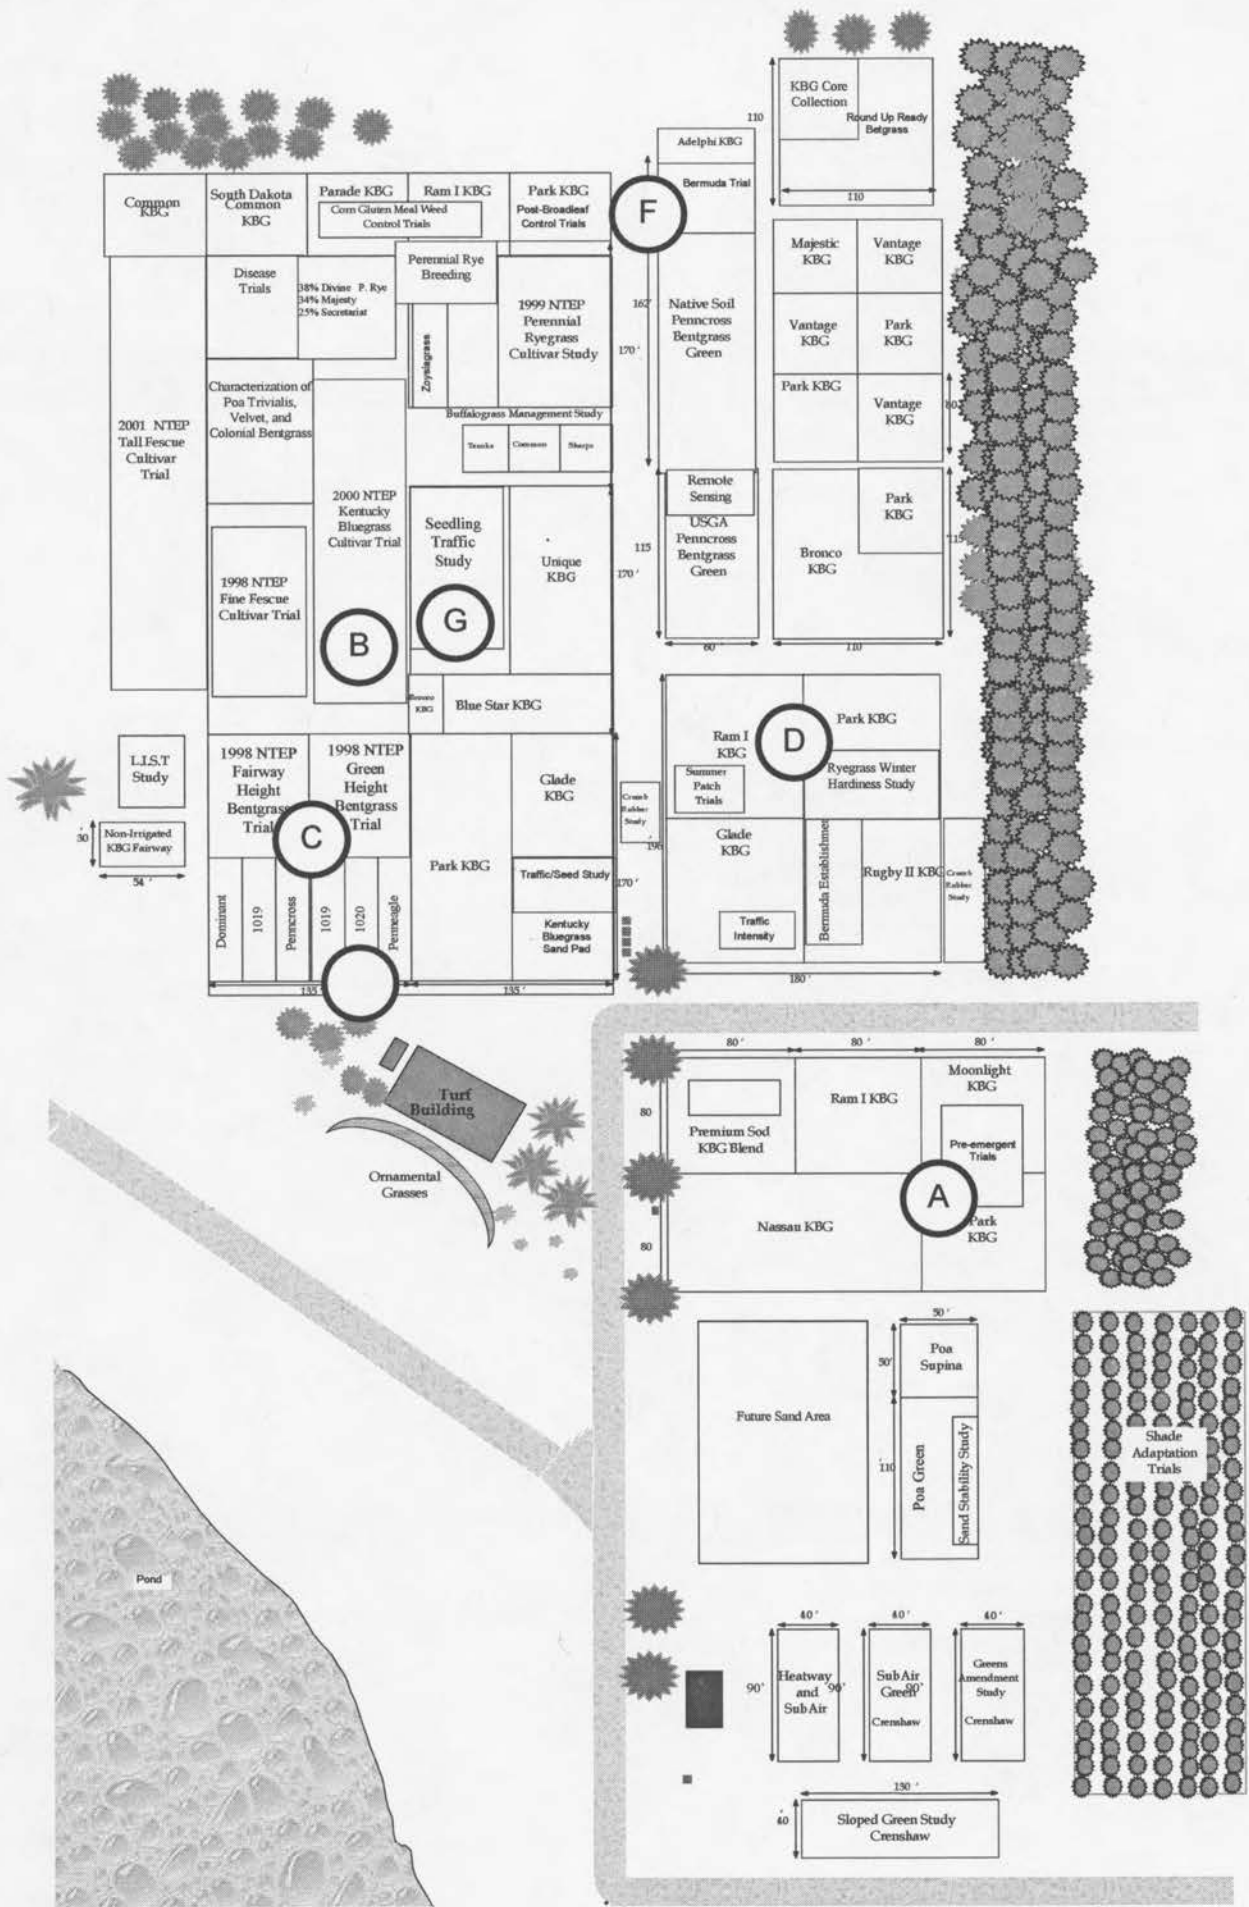 110
KBG Core
Collection
Round Up Ready
Betgrass
110
Common
KBG
South Dakota
Common
KBG
Parade KBG
Ram I KBG
Park KBG
Corn Gluten Meal Weed
Control Trials
Post-Broadleaf
Control Trials
Adelphi KBG
Bermuda Trial
F
Disease
Trials
38% Divine P. Rye
34% Majesty
25% Secretariat
Perennial Rye
Breeding
Zoysiagrass
1999 NTEP
Perennial
Ryegrass
Cultivar Study
162'
170 '
Native Soil
Penncross
Bentgrass
Green
Majestic
KBG
Vantage
KBG
Vantage
KBG
Park
KBG
Park KBG
Vantage
KBG
2001 NTEP
Tall Fescue
Cultivar
Trial
Characterization of
Poa Trivialis,
Velvet, and
Colonial Bentgrass
Buffalograss Management Study
Common
Sharps
2000 NTEP
Kentucky
Bluegrass
Cultivar Trial
B
Seedling
Traffic
Study
G
Unique
KBG
115
170 '
Remote
Sensing
USGA
Penncross
Bentgrass
Green
60'
Bronco
KBG
Park
KBG
115
110
1998 NTEP
Fine Fescue
Cultivar Trial
Bronco
KBG
Blue Star KBG
L.I.S.T
Study
Non-Irrigated
KBG Fairway
30
54 '
1998 NTEP
Fairway
Height
Bentgrass
Trial
1998 NTEP
Green
Height
Bentgrass
Trial
C
Dominant
1019
Penncross
1019
1020
Penneagle
135 '
Park KBG
Glade
KBG
Traffic/Seed Study
Kentucky
Bluegrass
Sand Pad
135'
170'
Crumb
Rubber
Study
196
Ram I
KBG
D
Park KBG
Summer
Patch
Trials
Ryegrass Winter
Hardiness Study
Glade
KBG
Traffic
Intensity
Bermuda Establishment
Rugby II KBG
Crumb
Rubber
Study
180'
Turf
Building
Ornamental
Grasses
80 '
80 '
80 '
80
80
Premium Sod
KBG Blend
Ram I KBG
Moonlight
KBG
Pre-emergent
Trials
A
Nassau KBG
Park
KBG
Future Sand Area
50'
50'
Poa
Supina
110
Poa Green
Sand Stability Study
Shade
Adaptation
Trials
Pond
40 '
40 '
40 '
90'
Heatway
and
SubAir
90'
SubAir
Green
Crenshaw
90'
Greens
Amendment
Study
Crenshaw
130 '
40
Sloped Green Study
Crenshaw